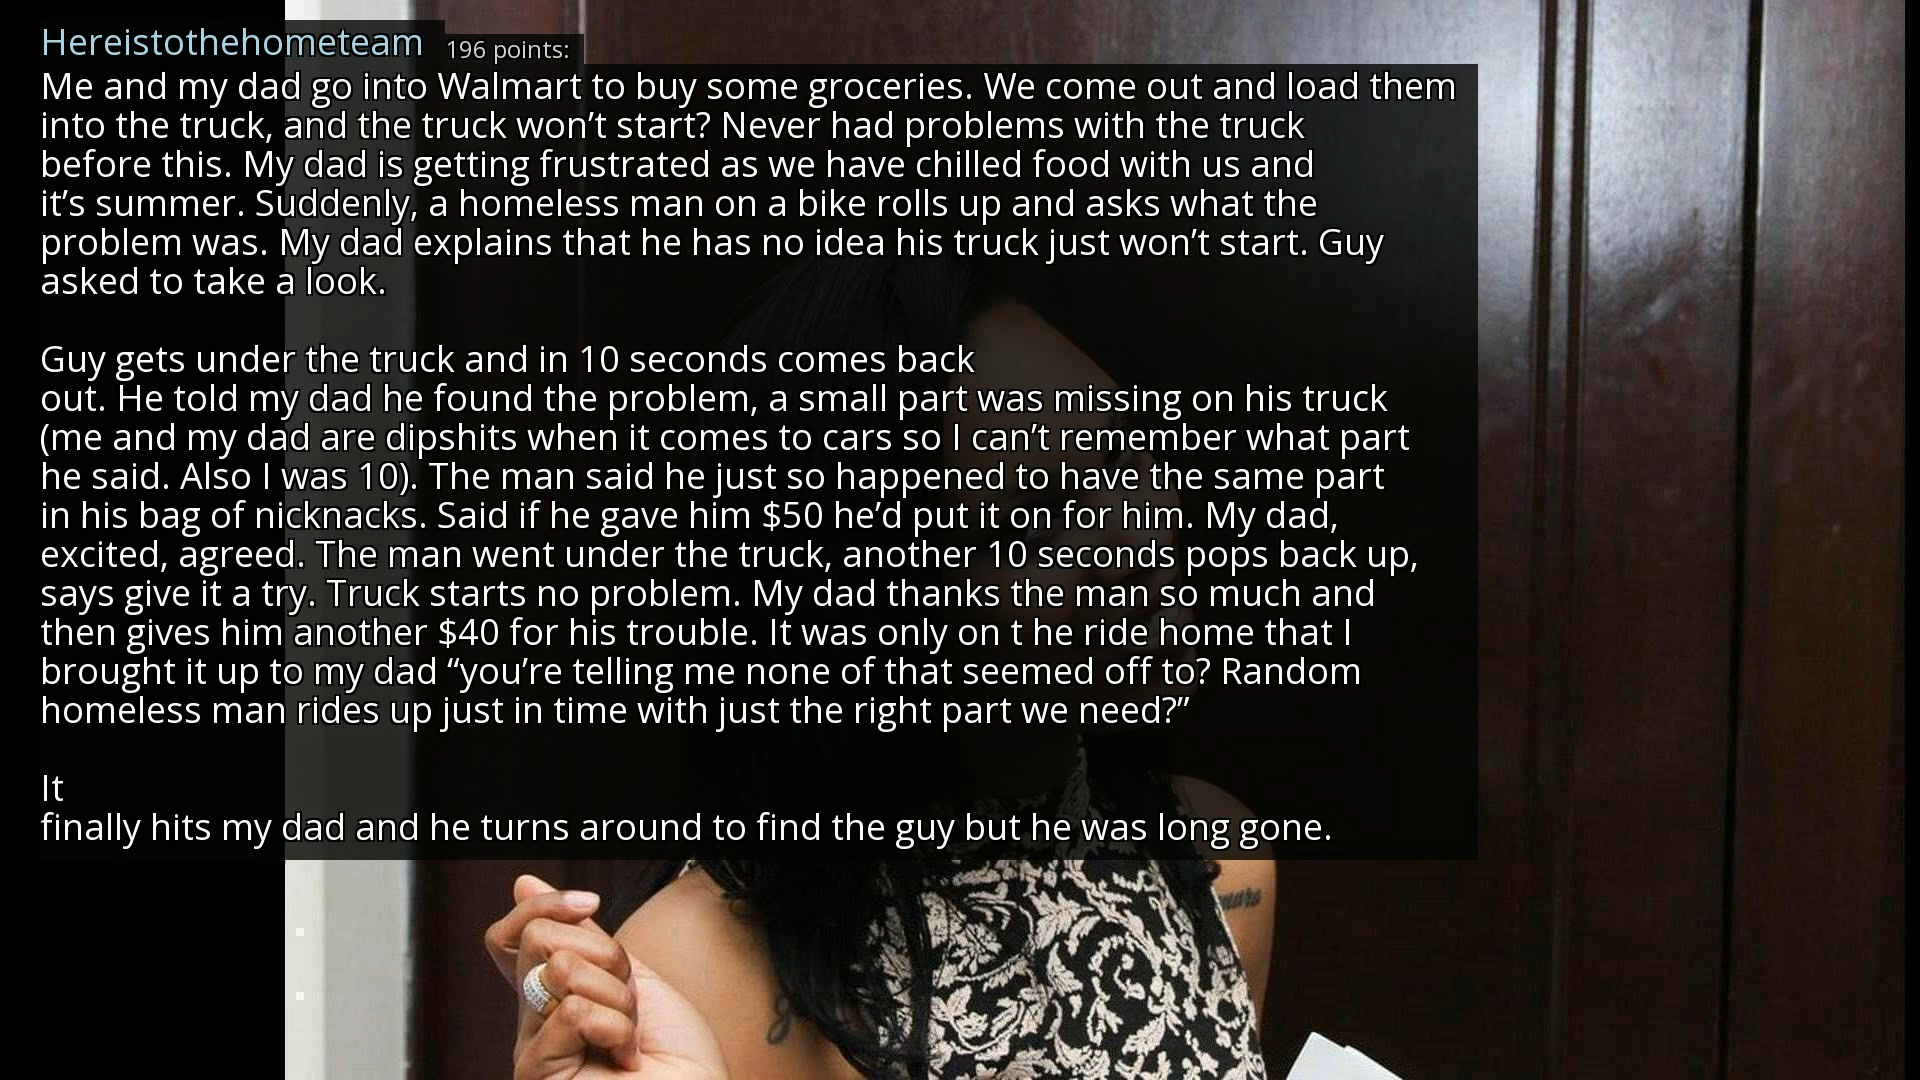 Hereistothehometeam 196 points:
Me and my dad go into Walmart to buy some groceries. We come out and load them
into the truck, and the truck won’t start? Never had problems with the truck
before this. My dad is getting frustrated as we have chilled food with us and
it’s summer. Suddenly, a homeless man on a bike rolls up and asks what the
problem was. My dad explains that he has no idea his truck just won’t start. Guy
asked to take a look.
Guy gets under the truck and in 10 seconds comes back
out. He told my dad he found the problem, a small part was missing on his truck
(me and my dad are dipshits when it comes to cars so I can’t remember what part
he said. Also I was 10). The man said he just so happened to have the same part
in his bag of nicknacks. Said if he gave him $50 he’d put it on for him. My dad,
excited, agreed. The man went under the truck, another 10 seconds pops back up,
says give it a try. Truck starts no problem. My dad thanks the man so much and
then gives him another $40 for his trouble. It was only on t he ride home that I
brought it up to my dad “you’re telling me none of that seemed off to? Random
homeless man rides up just in time with just the right part we need?”
It
finally hits my dad and he turns around to find the guy but he was long gone.